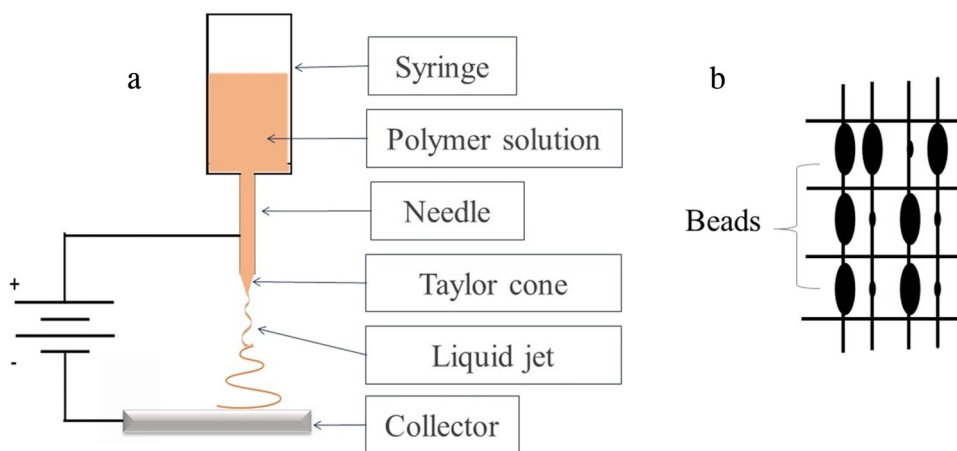 a
Syringe
Polymer solution
Needle
Taylor cone
Liquid jet
Collector
+
-
b
Beads